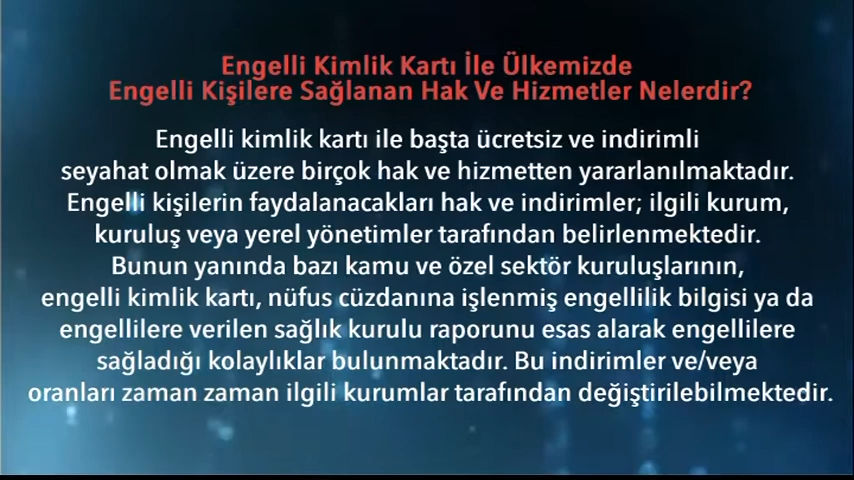 Engelli Kimlik Kartı İle Ülkemizde
Engelli Kişilere Sağlanan Hak Ve Hizmetler Nelerdir?
Engelli kimlik kartı ile başta ücretsiz ve indirimli
seyahat olmak üzere birçok hak ve hizmetten yararlanılmaktadır.
Engelli kişilerin faydalanacakları hak ve indirimler; ilgili kurum,
kuruluş veya yerel yönetimler tarafından belirlenmektedir.
Bunun yanında bazı kamu ve özel sektör kuruluşlarının,
engelli kimlik kartı, nüfus cüzdanına işlenmiş engellilik bilgisi ya da
engellilere verilen sağlık kurulu raporunu esas alarak engellilere
sağladığı kolaylıklar bulunmaktadır. Bu indirimler ve/veya
oranları zaman zaman ilgili kurumlar tarafından değiştirilebilmektedir.